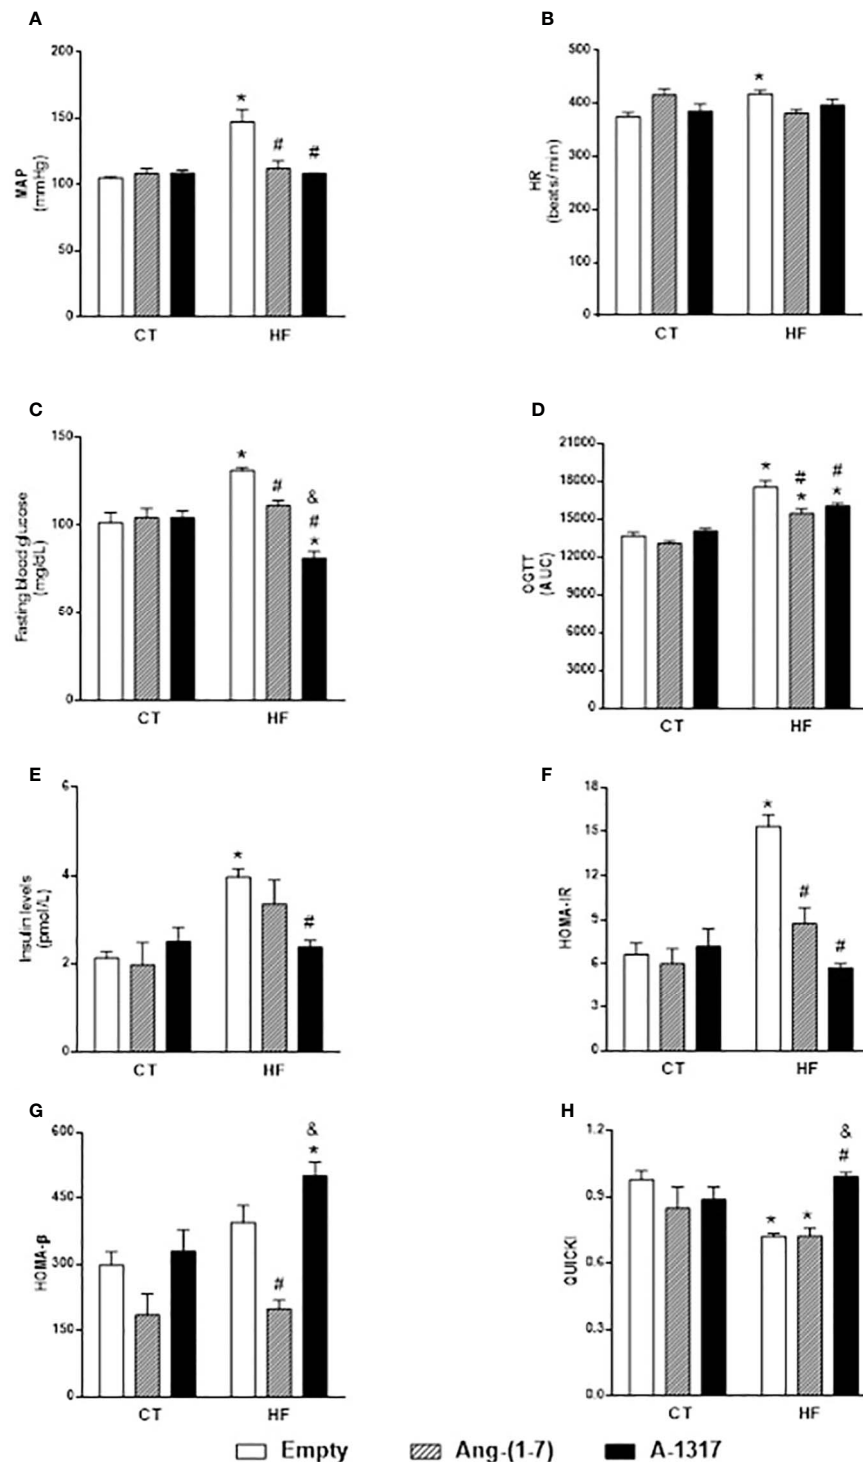 A
200
150
100
50
0
MAP
(mmHg)
*
#
#
CT
HF
B
500
400
300
200
100
0
HR
(beats/min)
*
CT
HF
C
150
100
50
0
Fasting blood glucose
(mg/dL)
*
#
&
#
*
CT
HF
D
21000
18000
15000
12000
9000
6000
3000
0
OGTT
(AUC)
*
#
*
#
*
CT
HF
E
6
4
2
0
Insulin levels
(pmol/L)
*
#
CT
HF
F
18
15
12
9
6
3
0
HOMA-IR
*
#
#
CT
HF
G
600
450
300
150
0
HOMA-β
#
&
*
CT
HF
H
1.2
0.9
0.6
0.3
0.0
QUICKI
*
*
&
#
CT
HF
Empty
Ang-(1-7)
A-1317